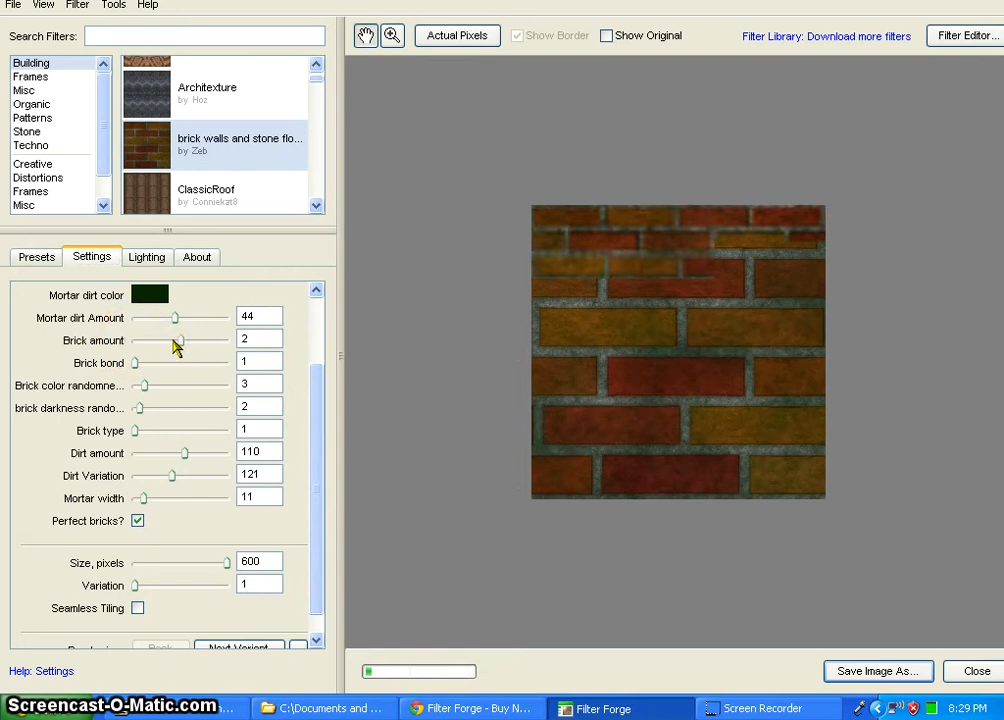 File View Filter Tools Help
Search Filters:
Actual Pixels Show Border Show Original Filter Library: Download more filters Filter Editor...
Building
Frames
Misc
Organic
Patterns
Stone
Techno
Creative
Distortions
Frames
Misc
Architexture
by Hoz
brick walls and stone flo...
by Zeb
ClassicRoof
by Conniekat8
Presets Settings Lighting About
Mortar dirt color
Mortar dirt Amount 44
Brick amount 2
Brick bond 1
Brick color randomne... 3
brick darkness rando... 2
Brick type 1
Dirt amount 110
Dirt Variation 121
Mortar width 11
Perfect bricks?
Size, pixels 600
Variation 1
Seamless Tiling
Back Next Variant
Help: Settings
Save Image As... Close
Screencast-O-Matic.com
C:\Documents and ... Filter Forge - Buy N... Filter Forge Screen Recorder 8:29 PM